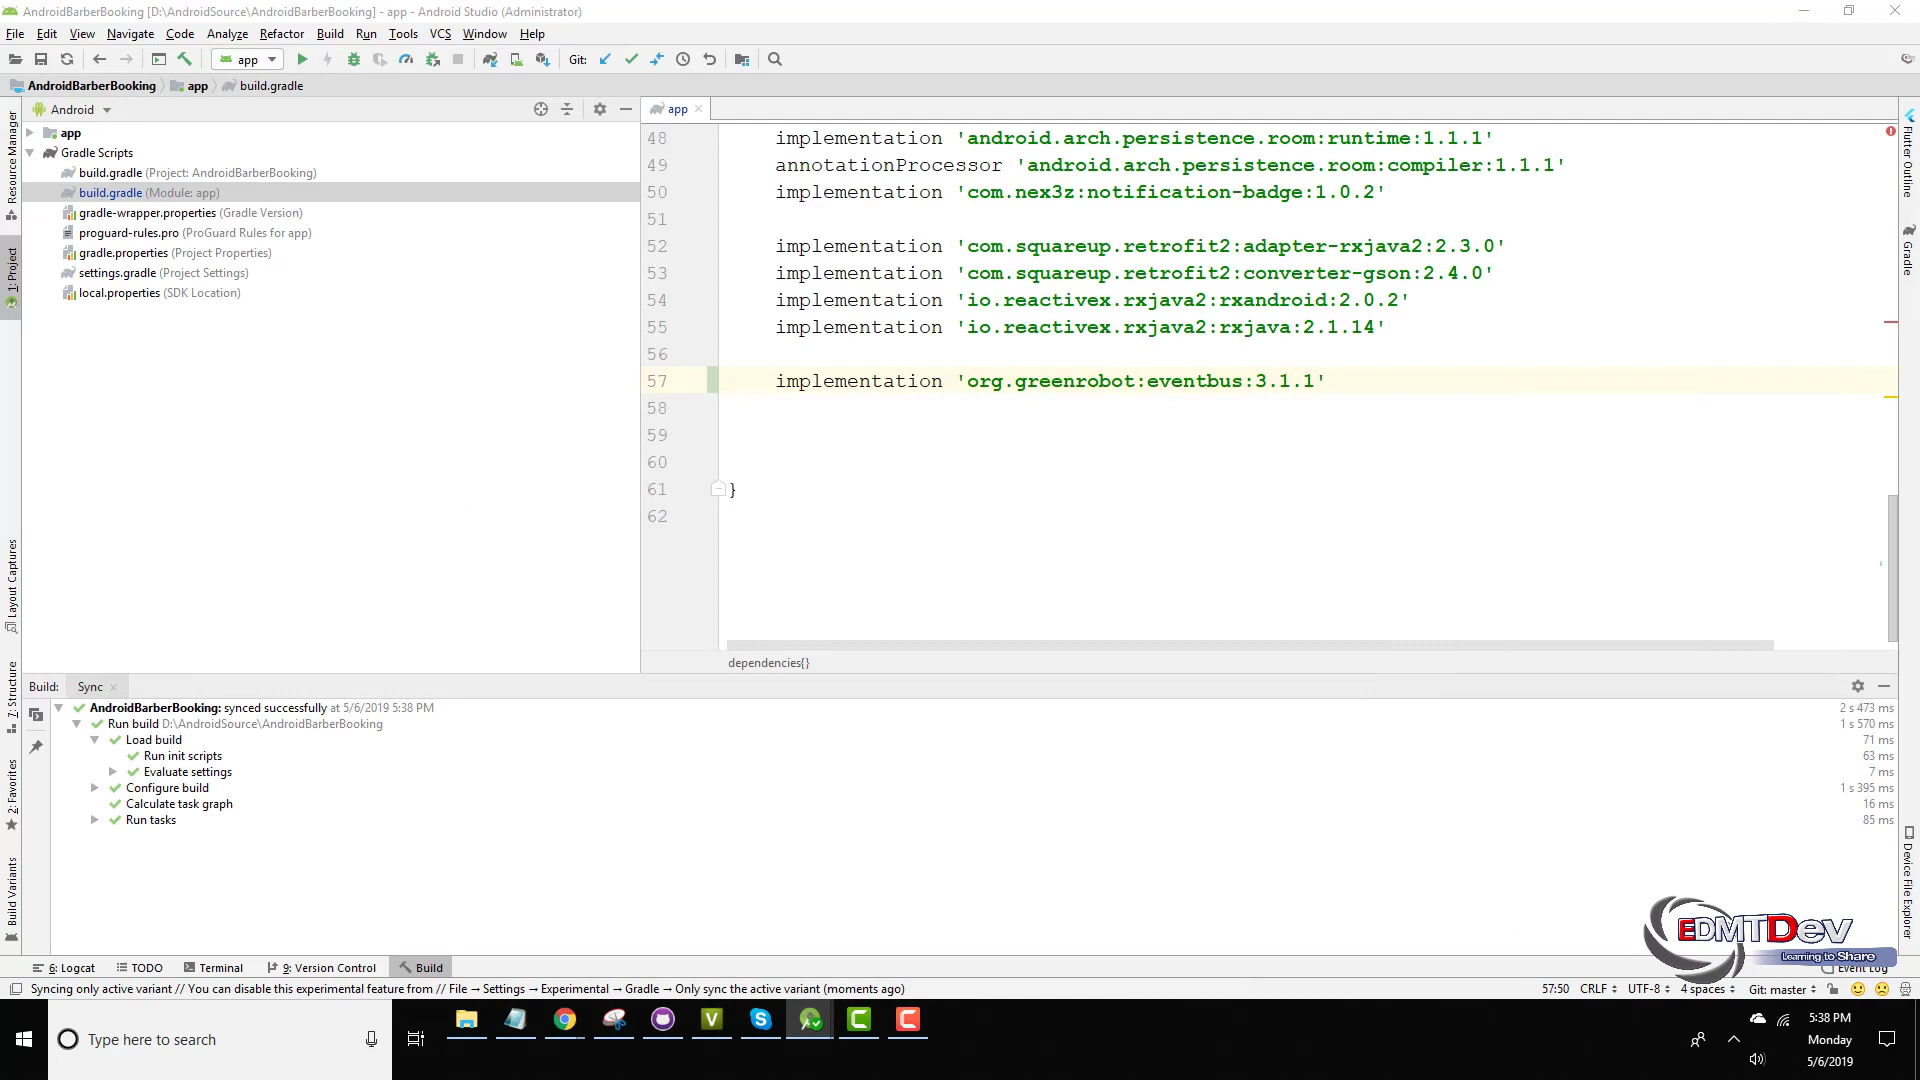 AndroidBarberBooking [D:\AndroidSource\AndroidBarberBooking] - app - Android Studio (Administrator)
File Edit View Navigate Code Analyze Refactor Build Run Tools VCS Window Help
app
Git:
AndroidBarberBooking app build.gradle
Android
app
app
Gradle Scripts
build.gradle (Project: AndroidBarberBooking)
build.gradle (Module: app)
gradle-wrapper.properties (Gradle Version)
proguard-rules.pro (ProGuard Rules for app)
gradle.properties (Project Properties)
settings.gradle (Project Settings)
local.properties (SDK Location)
Resource Manager
1: Project
Layout Captures
7: Structure
2: Favorites
Build Variants
48 implementation 'android.arch.persistence.room:runtime:1.1.1'
49 annotationProcessor 'android.arch.persistence.room:compiler:1.1.1'
50 implementation 'com.nex3z:notification-badge:1.0.2'
51
52 implementation 'com.squareup.retrofit2:adapter-rxjava2:2.3.0'
53 implementation 'com.squareup.retrofit2:converter-gson:2.4.0'
54 implementation 'io.reactivex.rxjava2:rxandroid:2.0.2'
55 implementation 'io.reactivex.rxjava2:rxjava:2.1.14'
56
57 implementation 'org.greenrobot:eventbus:3.1.1'
58
59
60
61 }
62
dependencies{}
Flutter Outline
Gradle
Device File Explorer
Build: Sync
AndroidBarberBooking: synced successfully at 5/6/2019 5:38 PM 2 s 473 ms
Run build D:\AndroidSource\AndroidBarberBooking 1 s 570 ms
Load build 71 ms
Run init scripts 63 ms
Evaluate settings 7 ms
Configure build 1 s 395 ms
Calculate task graph 16 ms
Run tasks 85 ms
EDMTDev
Learning to Share
6: Logcat TODO Terminal 9: Version Control Build Event Log
Syncing only active variant // You can disable this experimental feature from // File → Settings → Experimental → Gradle → Only sync the active variant (moments ago) 57:50 CRLF UTF-8 4 spaces Git: master
Type here to search
5:38 PM
Monday
5/6/2019